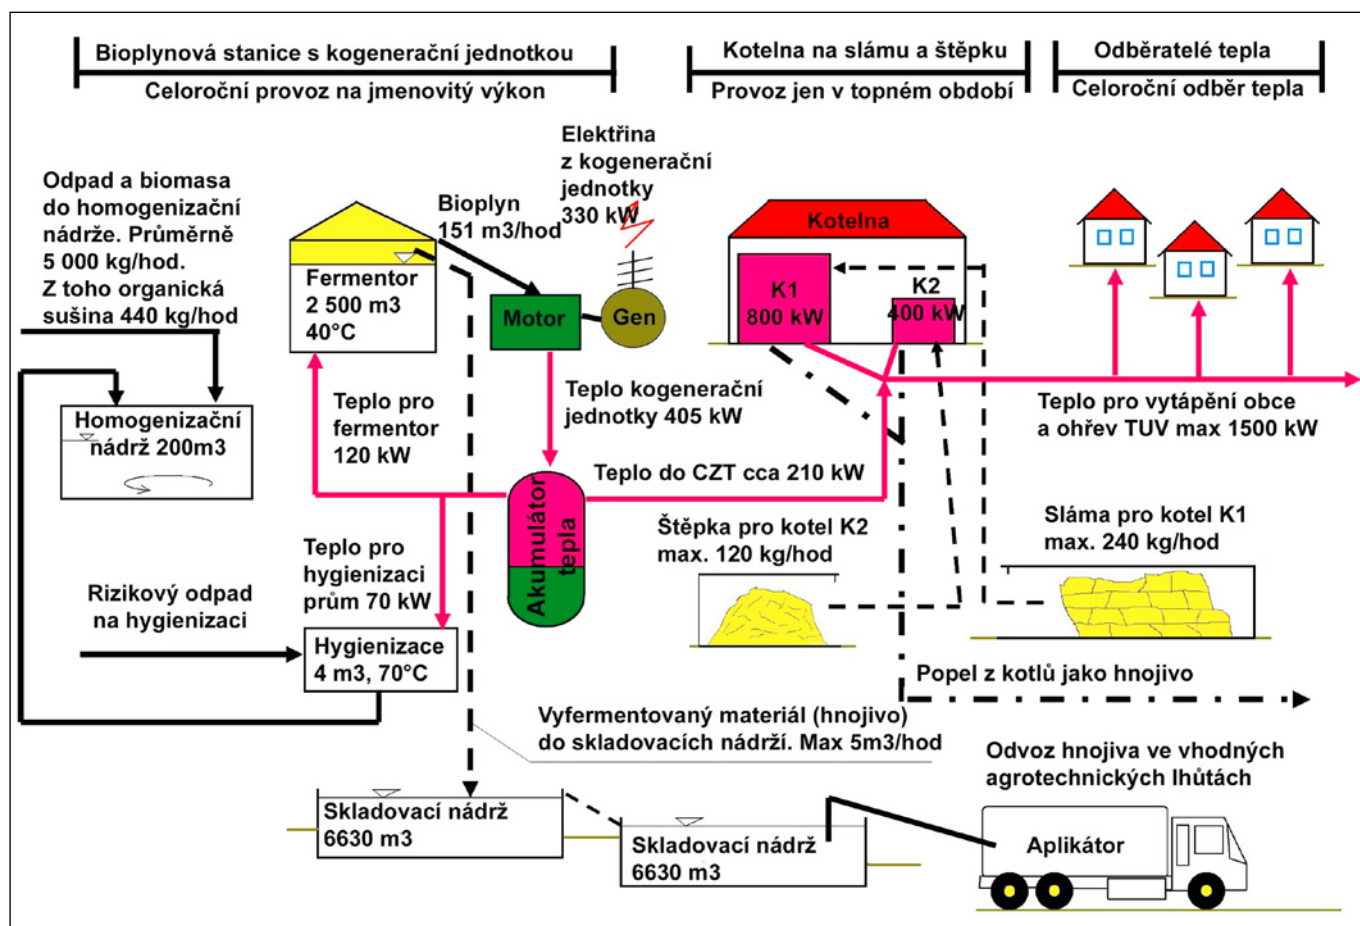 Bioplynová stanice s kogenerační jednotkou
Celoroční provoz na jmenovitý výkon
Kotelna na slámu a štěpku
Provoz jen v topném období
Odběratelé tepla
Celoroční odběr tepla
Odpad a biomasa
do homogenizační
nádrže. Průměrně
5 000 kg/hod.
Z toho organická
sušina 440 kg/hod
Bioplyn
151 m3/hod
Elektřina
z kogenerační
jednotky
330 kW
Fermentor
2 500 m3
40°C
Motor
Gen
Kotelna
K1
800 kW
K2
400 kW
Homogenizační
nádrž 200m3
Teplo pro
fermentor
120 kW
Teplo kogenerační
jednotky 405 kW
Teplo pro vytápění obce
a ohřev TUV max 1500 kW
Akumulátor
tepla
Teplo do CZT cca 210 kW
Štěpka pro kotel K2
max. 120 kg/hod
Sláma pro kotel K1
max. 240 kg/hod
Teplo pro
hygienizaci
prům 70 kW
Rizikový odpad
na hygienizaci
Hygienizace
4 m3, 70°C
Popel z kotlů jako hnojivo
Vyfermentovaný materiál (hnojivo)
do skladovacích nádrží. Max 5m3/hod
Odvoz hnojiva ve vhodných
agrotechnických lhůtách
Skladovací nádrž
6630 m3
Skladovací nádrž
6630 m3
Aplikátor